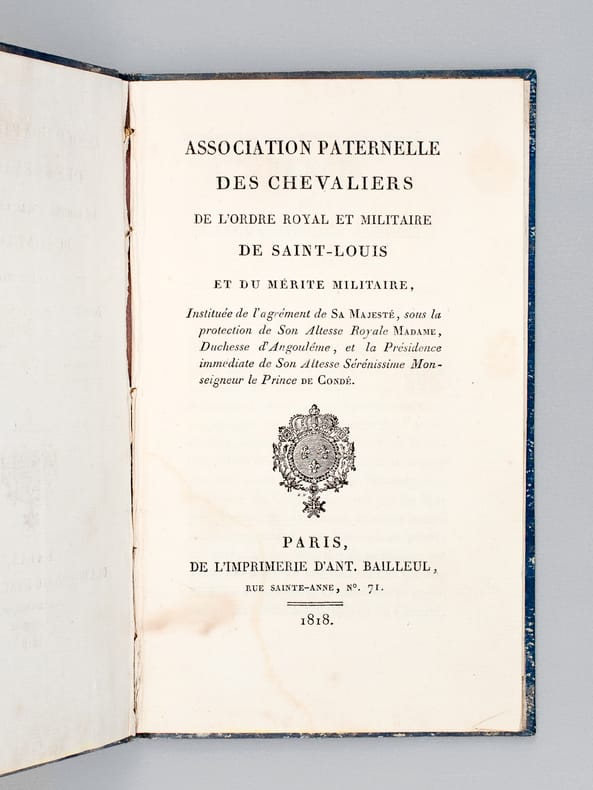 ASSOCIATION PATERNELLE
DES CHEVALIERS
DE L'ORDRE ROYAL ET MILITAIRE
DE SAINT-LOUIS
ET DU MÉRITE MILITAIRE,
Instituée de l'agrément de SA MAJESTÉ, sous la
protection de Son Altesse Royale MADAME,
Duchesse d'Angouléme, et la Présidence
immédiate de Son Altesse Sérénissime Mon-
seigneur le Prince DE CONDÉ.
PARIS,
DE L'IMPRIMERIE D'ANT. BAILLEUL,
RUE SAINTE-ANNE, Nº. 71.
1818.